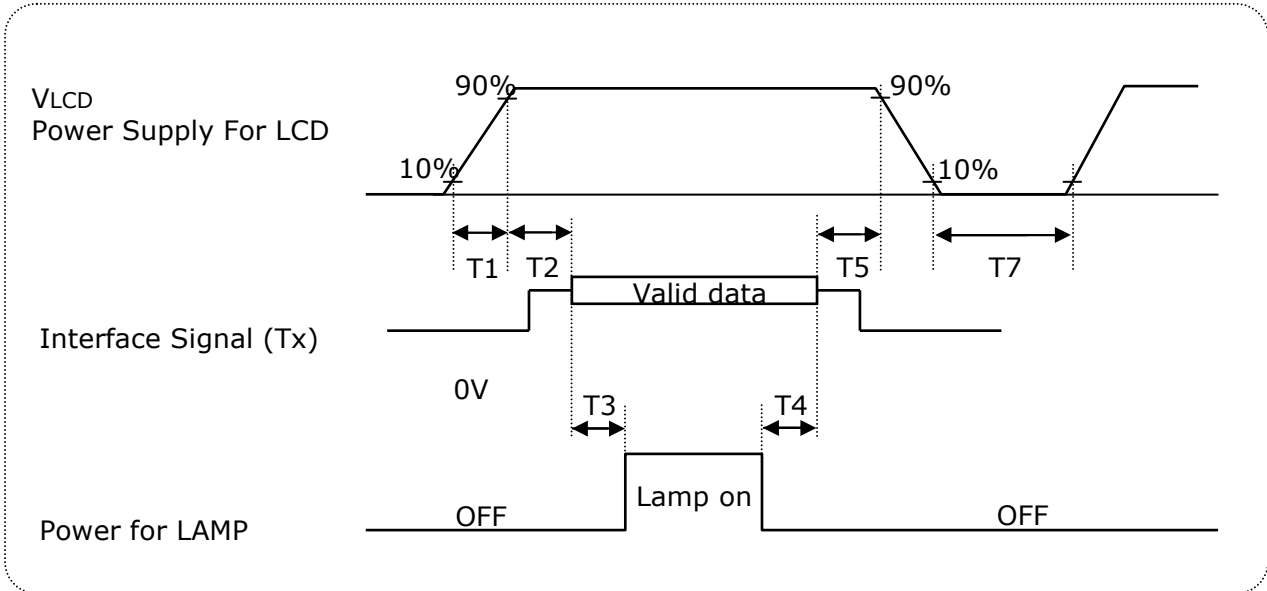 90%
90%
VLCD
Power Supply For LCD
10%
10%
T1
T2
T5
T7
Valid data
Interface Signal (Tx)
0V
T3
T4
Lamp on
OFF
OFF
Power for LAMP